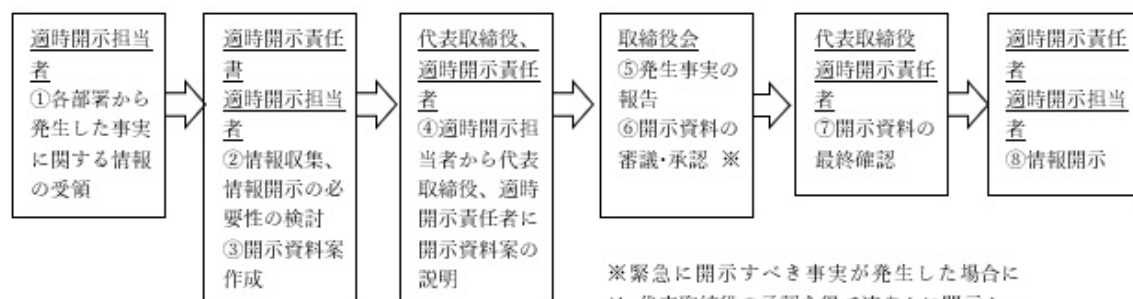 適時開示担当
者
①各部署から
発生した事実
に関する情報
の受領
適時開示責任
書
適時開示担当
者
②情報収集、
情報開示の必
要性の検討
③開示資料案
作成
代表取締役、
適時開示責任
者
④適時開示担
当者から代表
取締役、適時
開示責任者に
開示資料案の
説明
取締役会
⑤発生事実の
報告
⑥開示資料の
審議・承認 ※
代表取締役
適時開示責任
者
⑦開示資料の
最終確認
適時開示責任
者
適時開示担当
者
⑧情報開示
※緊急に開示すべき事実が発生した場合に